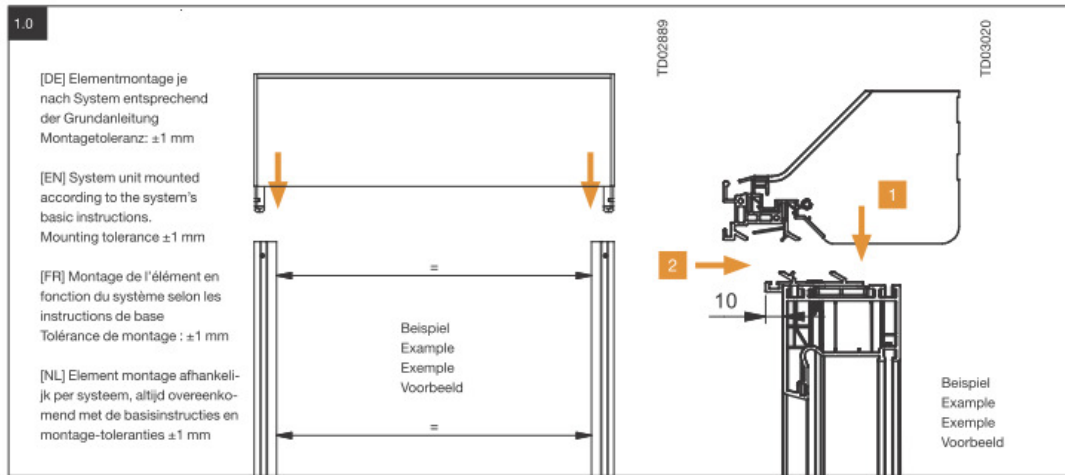 1.0
[DE] Elementmontage je
nach System entsprechend
der Grundanleitung
Montagetoleranz: ±1 mm
[EN] System unit mounted
according to the system's
basic instructions.
Mounting tolerance ±1 mm
[FR] Montage de l'élément en
fonction du système selon les
instructions de base
Tolérance de montage : ±1 mm
[NL] Element montage afhankeli-
jk per systeem, altijd overeenko-
mend met de basisinstructies en
montage-toleranties ±1 mm
=
Beispiel
Example
Exemple
Voorbeeld
=
TD02889
TD03020
1
2
10
Beispiel
Example
Exemple
Voorbeeld